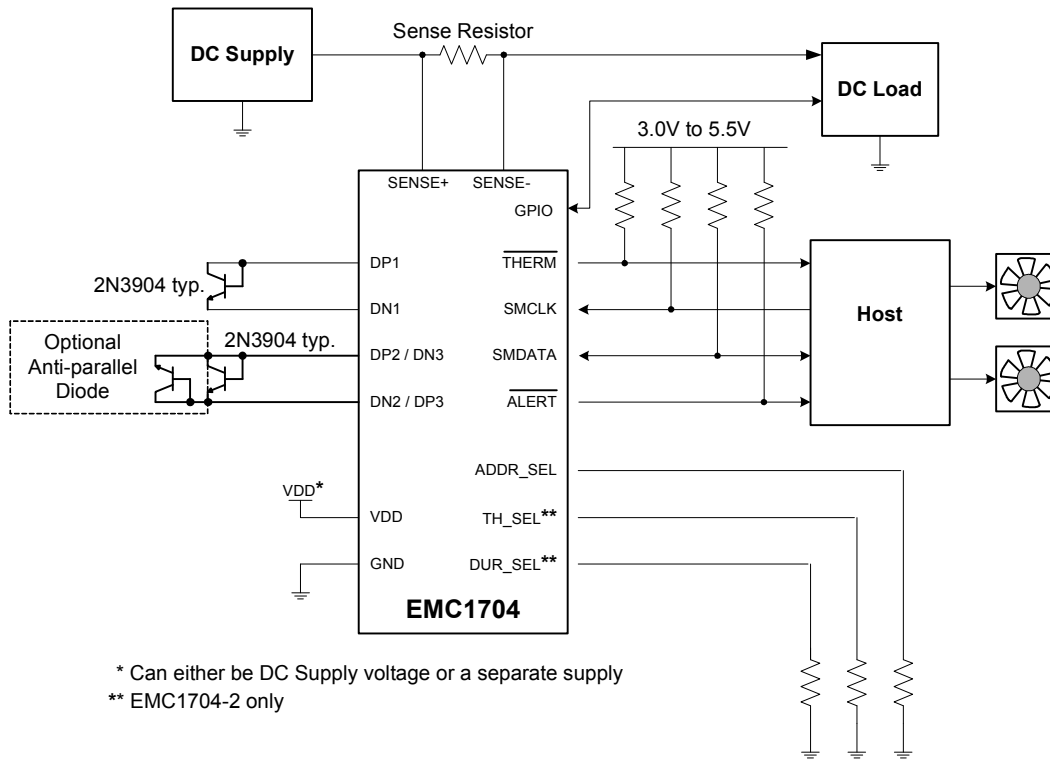 DC Supply
Sense Resistor
DC Load
3.0V to 5.5V
SENSE+
SENSE-
GPIO
DP1
THERM
2N3904 typ.
DN1
SMCLK
Host
Optional
Anti-parallel
Diode
2N3904 typ.
DP2 / DN3
SMDATA
DN2 / DP3
ALERT
ADDR_SEL
VDD*
VDD
TH_SEL**
GND
DUR_SEL**
EMC1704
* Can either be DC Supply voltage or a separate supply
** EMC1704-2 only